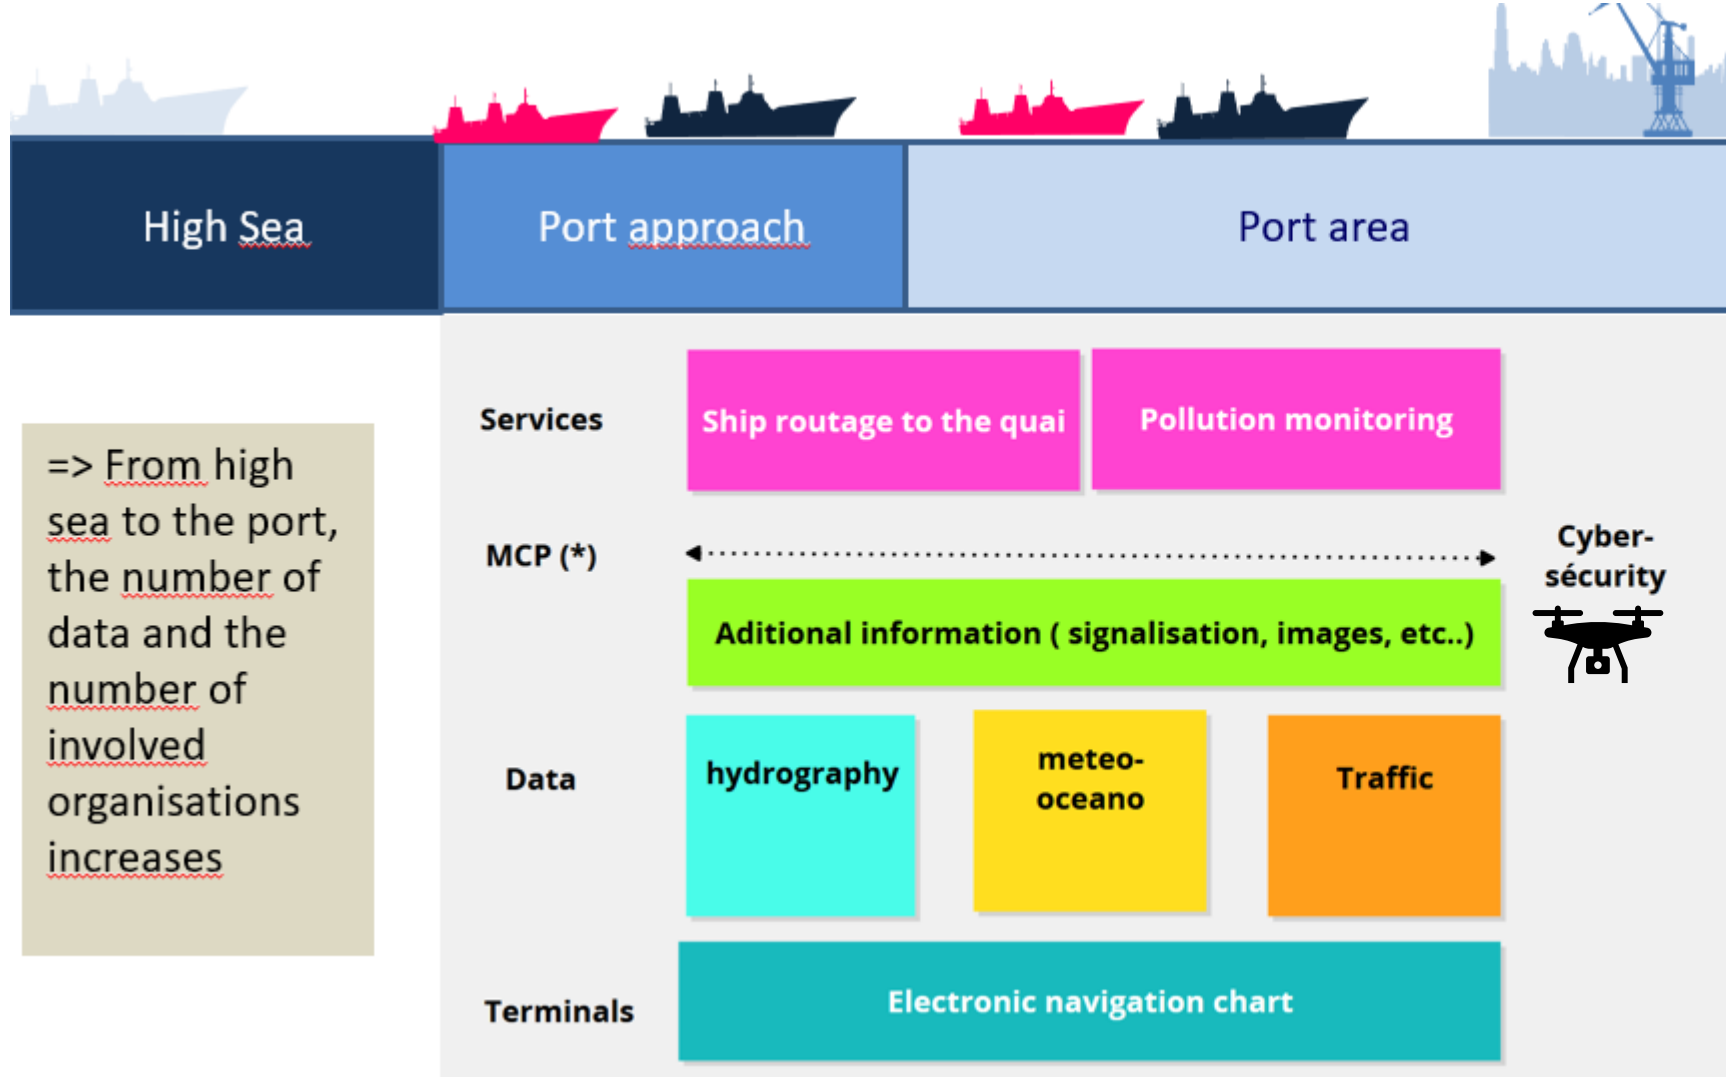 High Sea
Port approach
Port area
=> From high
sea to the port,
the number of
data and the
number of
involved
organisations
increases
Services
Ship routage to the quai
Pollution monitoring
MCP (*)
Cyber-
sécurity
Aditional information ( signalisation, images, etc..)
Data
hydrography
meteo-
oceano
Traffic
Terminals
Electronic navigation chart